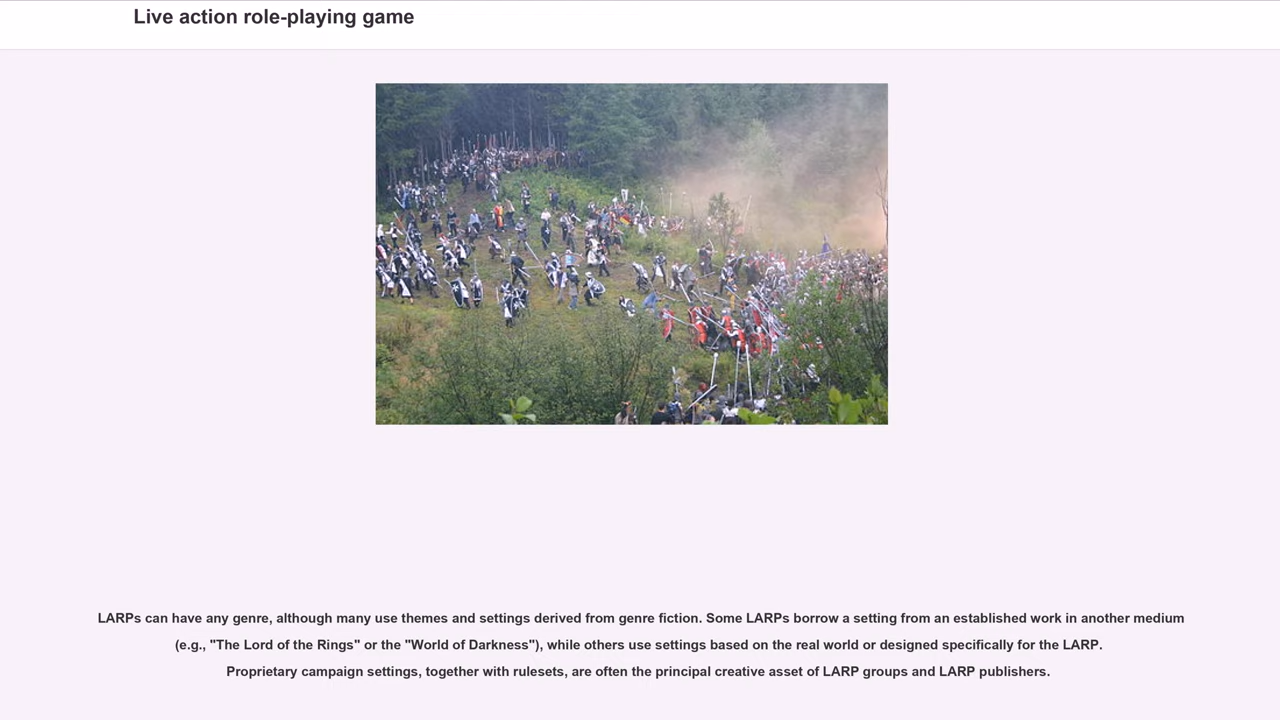 Live action role-playing game
LARPs can have any genre, although many use themes and settings derived from genre fiction. Some LARPs borrow a setting from an established work in another medium
(e.g., "The Lord of the Rings" or the "World of Darkness"), while others use settings based on the real world or designed specifically for the LARP.
Proprietary campaign settings, together with rulesets, are often the principal creative asset of LARP groups and LARP publishers.